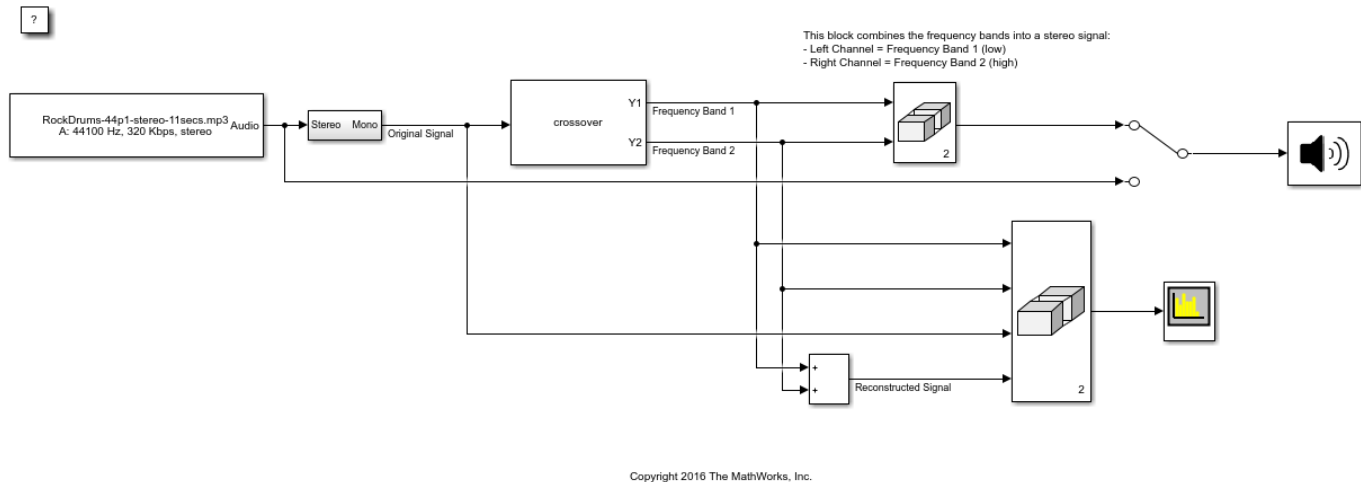 ?
This block combines the frequency bands into a stereo signal:
- Left Channel = Frequency Band 1 (low)
- Right Channel = Frequency Band 2 (high)
RockDrums-44p1-stereo-11secs.mp3
A: 44100 Hz, 320 Kbps, stereo
Audio
Stereo Mono
Original Signal
crossover
Y1
Frequency Band 1
Y2
Frequency Band 2
2
+
+
Reconstructed Signal
2
Copyright 2016 The MathWorks, Inc.